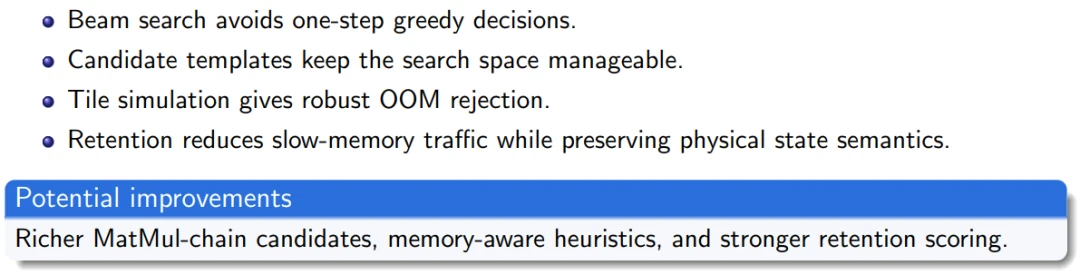 Beam search avoids one-step greedy decisions.
Candidate templates keep the search space manageable.
Tile simulation gives robust OOM rejection.
Retention reduces slow-memory traffic while preserving physical state semantics.
Potential improvements
Richer MatMul-chain candidates, memory-aware heuristics, and stronger retention scoring.